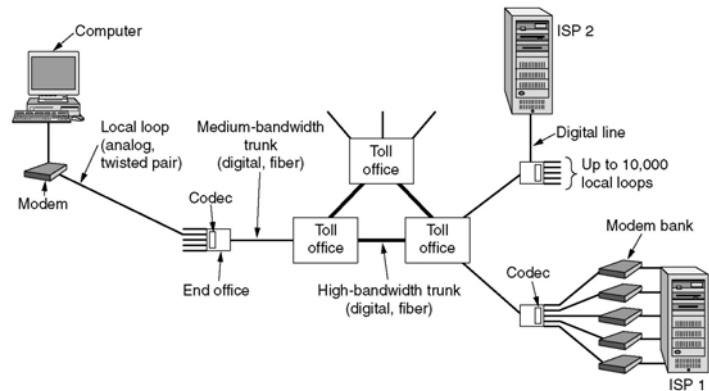 Computer
ISP 2
Local loop
(analog,
twisted pair)
Medium-bandwidth
trunk
(digital, fiber)
Digital line
Toll
office
Up to 10,000
local loops
Modem
Codec
Toll
office
Toll
office
Modem bank
End office
High-bandwidth trunk
(digital, fiber)
Codec
ISP 1